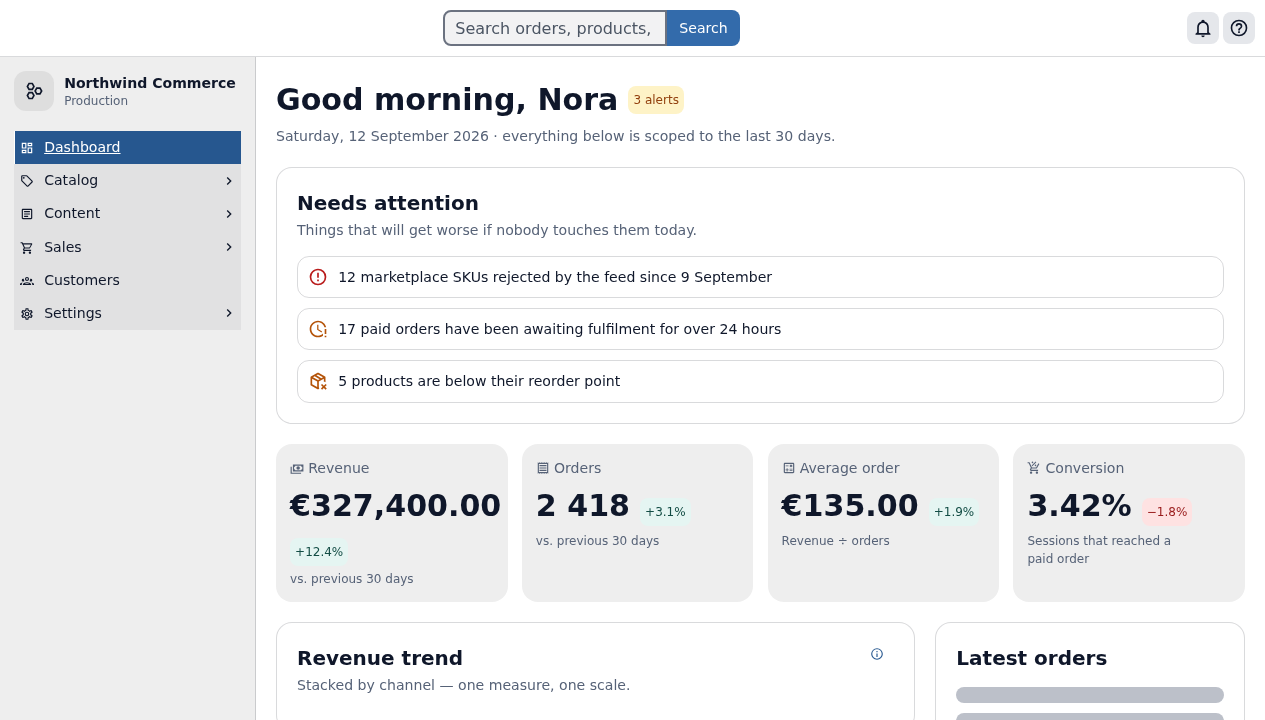 Search orders, products,
Search
Northwind Commerce
Production
Dashboard
Catalog
Content
Sales
Customers
Settings
Good morning, Nora
3 alerts
Saturday, 12 September 2026 · everything below is scoped to the last 30 days.
Needs attention
Things that will get worse if nobody touches them today.
12 marketplace SKUs rejected by the feed since 9 September
17 paid orders have been awaiting fulfilment for over 24 hours
5 products are below their reorder point
Revenue
€327,400.00
+12.4%
vs. previous 30 days
Orders
2 418
+3.1%
vs. previous 30 days
Average order
€135.00
+1.9%
Revenue ÷ orders
Conversion
3.42%
−1.8%
Sessions that reached a
paid order
Revenue trend
Stacked by channel — one measure, one scale.
Latest orders